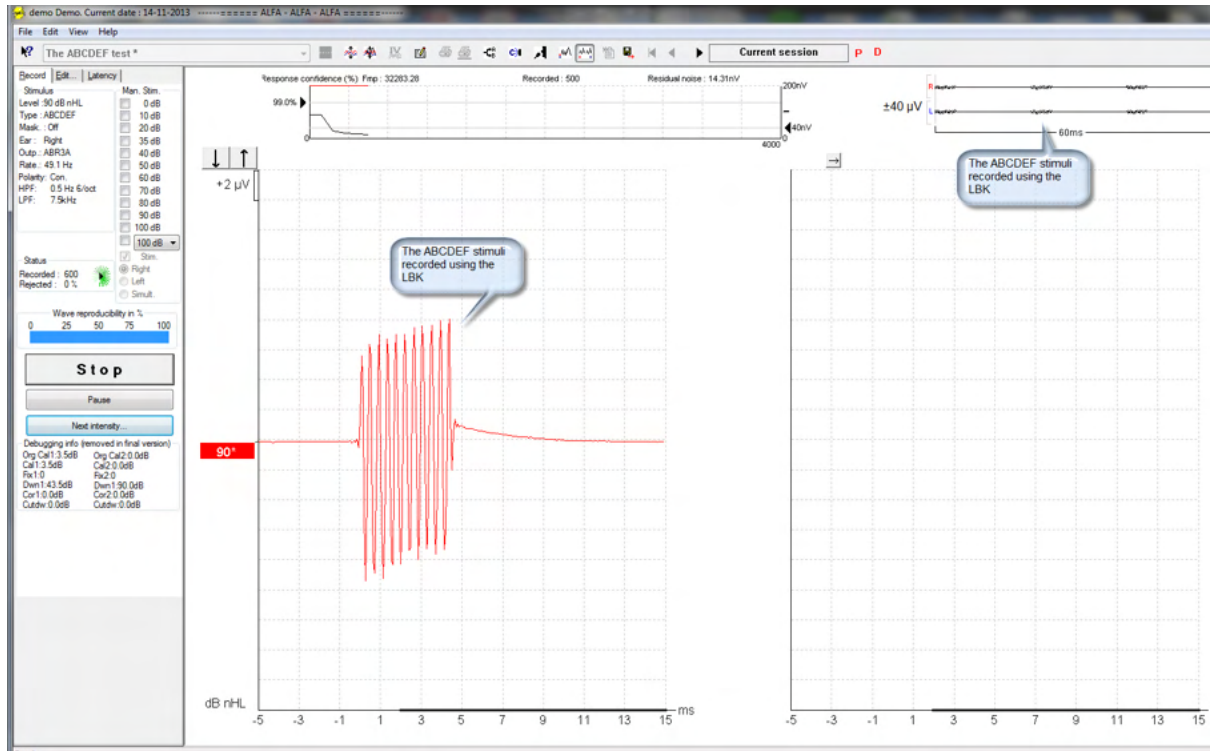 demo Demo. Current date : 14-11-2013 ------====== ALFA - ALFA - ALFA ======------
File Edit View Help
The ABCDEF test *
Current session
P D
Record Edit... Latency
Stimulus
Level :90 dB nHL
Type : ABCDEF
Mask. : Off
Ear : Right
Outp.: ABR3A
Rate.: 49.1 Hz
Polarity: Con.
HPF: 0.5 Hz 6/oct
LPF: 7.5kHz
Man. Stim.
0 dB
10 dB
20 dB
35 dB
40 dB
50 dB
60 dB
70 dB
80 dB
90 dB
100 dB
100 dB
Stim.
Right
Left
Simult.
Status
Recorded : 600
Rejected : 0 %
Wave reproducibility in %
0 25 50 75 100
Stop
Pause
Next intensity...
Debugging info (removed in final version)
Org Cal1:3.5dB Org Cal2:0.0dB
Cal1:3.5dB Cal2:0.0dB
Fix1:0 Fix2:0
Dwn1:43.5dB Dwn1:90.0dB
Cor1:0.0dB Cor2:0.0dB
Cutdw:0.0dB Cutdw:0.0dB
Response confidence (%) Fmp : 32283.28 Recorded : 500 Residual noise : 14.31nV
99.0%
200nV
40nV
0 0
4000
±40 µV
R
L
60ms
The ABCDEF stimuli
recorded using the
LBK
+2 µV
The ABCDEF stimuli
recorded using the
LBK
90*
dB nHL
-5 -3 -1 1 3 5 7 9 11 13 15 ms
-5 -3 -1 1 3 5 7 9 11 13 15